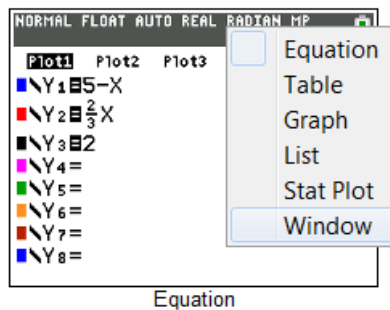 NORMAL FLOAT AUTO REAL RADIAN MP
Plot1 Plot2 Plot3
\Y1=5-X
\Y2=2/3X
\Y3=2
\Y4=
\Y5=
\Y6=
\Y7=
\Y8=
Equation
Table
Graph
List
Stat Plot
Window
Equation